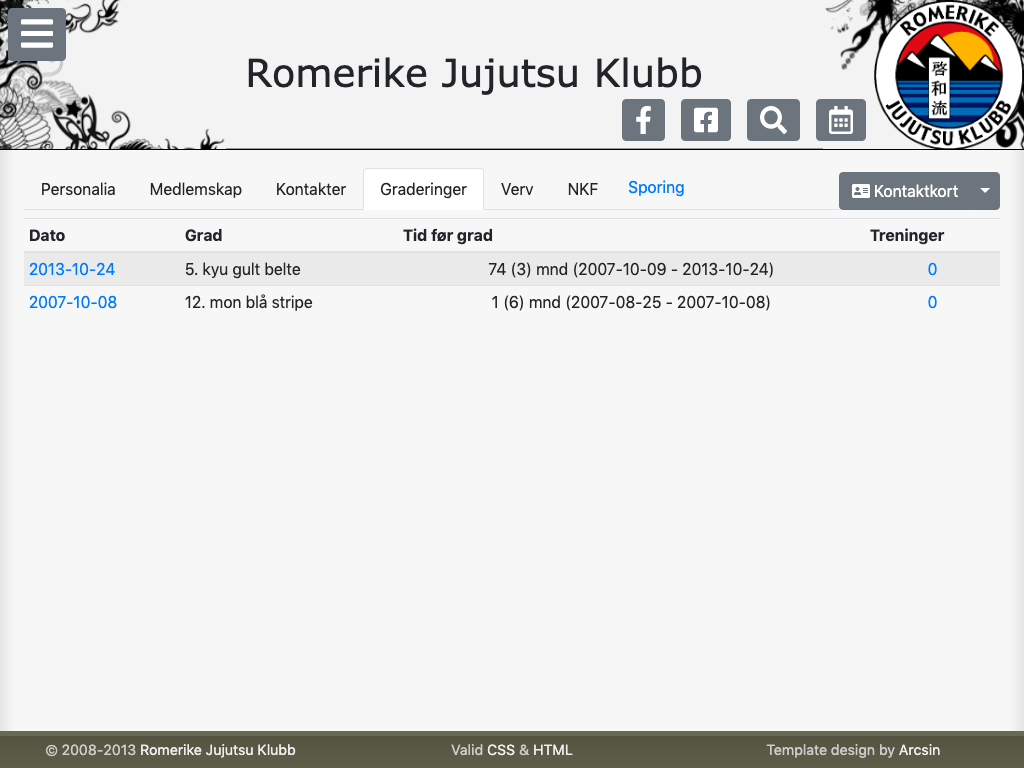 Romerike Jujutsu Klubb
ROMERIKE
啓和流
JUJUTSU KLUBB
Personalia Medlemskap Kontakter Graderinger Verv NKF Sporing Kontaktkort
Dato Grad Tid før grad Treninger
2013-10-24 5. kyu gult belte 74 (3) mnd (2007-10-09 - 2013-10-24) 0
2007-10-08 12. mon blå stripe 1 (6) mnd (2007-08-25 - 2007-10-08) 0
© 2008-2013 Romerike Jujutsu Klubb Valid CSS & HTML Template design by Arcsin